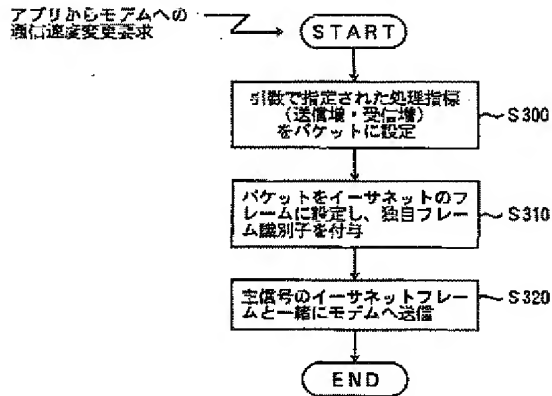 アプリからモデムへの
通信速度変更要求
START
引数で指定された処理指標
(送信増・受信増)
をパケットに設定
S300
パケットをイーサネットのフ
レームに設定し、独自フレー
ム識別子を付与
S310
主信号のイーサネットフレー
ムと一緒にモデムへ送信
S320
END